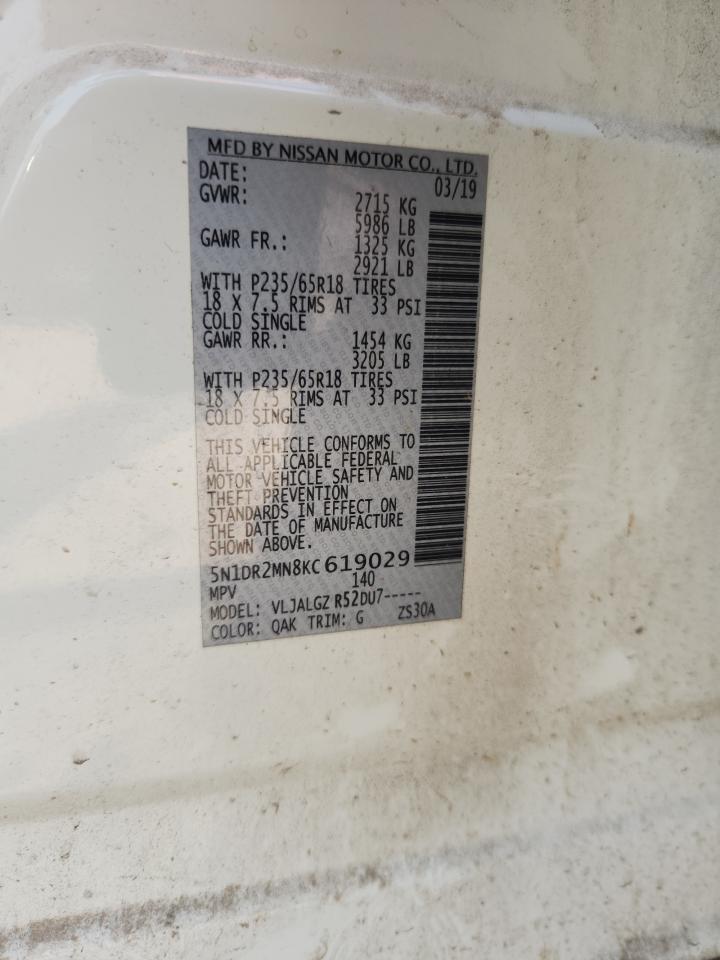 MFD BY NISSAN MOTOR CO., LTD.
DATE: 03/19
GVWR: 2715 KG
5986 LB
GAWR FR.: 1325 KG
2921 LB
WITH P235/65R18 TIRES
18 X 7.5 RIMS AT 33 PSI
COLD SINGLE
GAWR RR.: 1454 KG
3205 LB
WITH P235/65R18 TIRES
18 X 7.5 RIMS AT 33 PSI
COLD SINGLE
THIS VEHICLE CONFORMS TO
ALL APPLICABLE FEDERAL
MOTOR VEHICLE SAFETY AND
THEFT PREVENTION
STANDARDS IN EFFECT ON
THE DATE OF MANUFACTURE
SHOWN ABOVE.
5N1DR2MN8KC619029
MPV 140
MODEL: VLJALGZ R52DU7-----
COLOR: QAK TRIM: G ZS30A